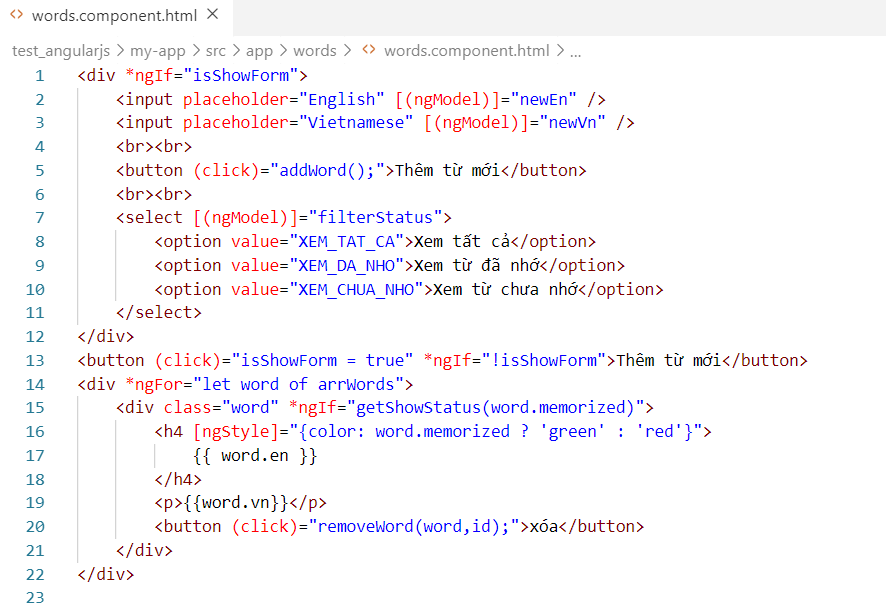 words.component.html
test_angularjs > my-app > src > app > words > words.component.html > ...
1 <div *ngIf="isShowForm">
2 <input placeholder="English" [(ngModel)]="newEn" />
3 <input placeholder="Vietnamese" [(ngModel)]="newVn" />
4 <br><br>
5 <button (click)="addWord();">Thêm từ mới</button>
6 <br><br>
7 <select [(ngModel)]="filterStatus">
8 <option value="XEM_TAT_CA">Xem tất cả</option>
9 <option value="XEM_DA_NHO">Xem từ đã nhớ</option>
10 <option value="XEM_CHUA_NHO">Xem từ chưa nhớ</option>
11 </select>
12 </div>
13 <button (click)="isShowForm = true" *ngIf="!isShowForm">Thêm từ mới</button>
14 <div *ngFor="let word of arrWords">
15 <div class="word" *ngIf="getShowStatus(word.memorized)">
16 <h4 [ngStyle]="{color: word.memorized ? 'green' : 'red'}">
17 {{ word.en }}
18 </h4>
19 <p>{{word.vn}}</p>
20 <button (click)="removeWord(word,id);">xóa</button>
21 </div>
22 </div>
23